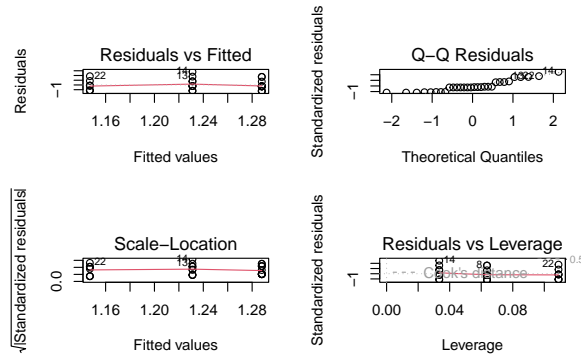 Residuals vs Fitted
Residuals
−1
22
14
13
1.16 1.20 1.24 1.28
Fitted values
Q−Q Residuals
Standardized residuals
14
−2 −1 0 1 2
Theoretical Quantiles
Scale−Location
√|Standardized residuals|
0.0
22
14
13
1.16 1.20 1.24 1.28
Fitted values
Residuals vs Leverage
Standardized residuals
−1
14
8
22
0.5
Cook's distance
0.00 0.04 0.08
Leverage